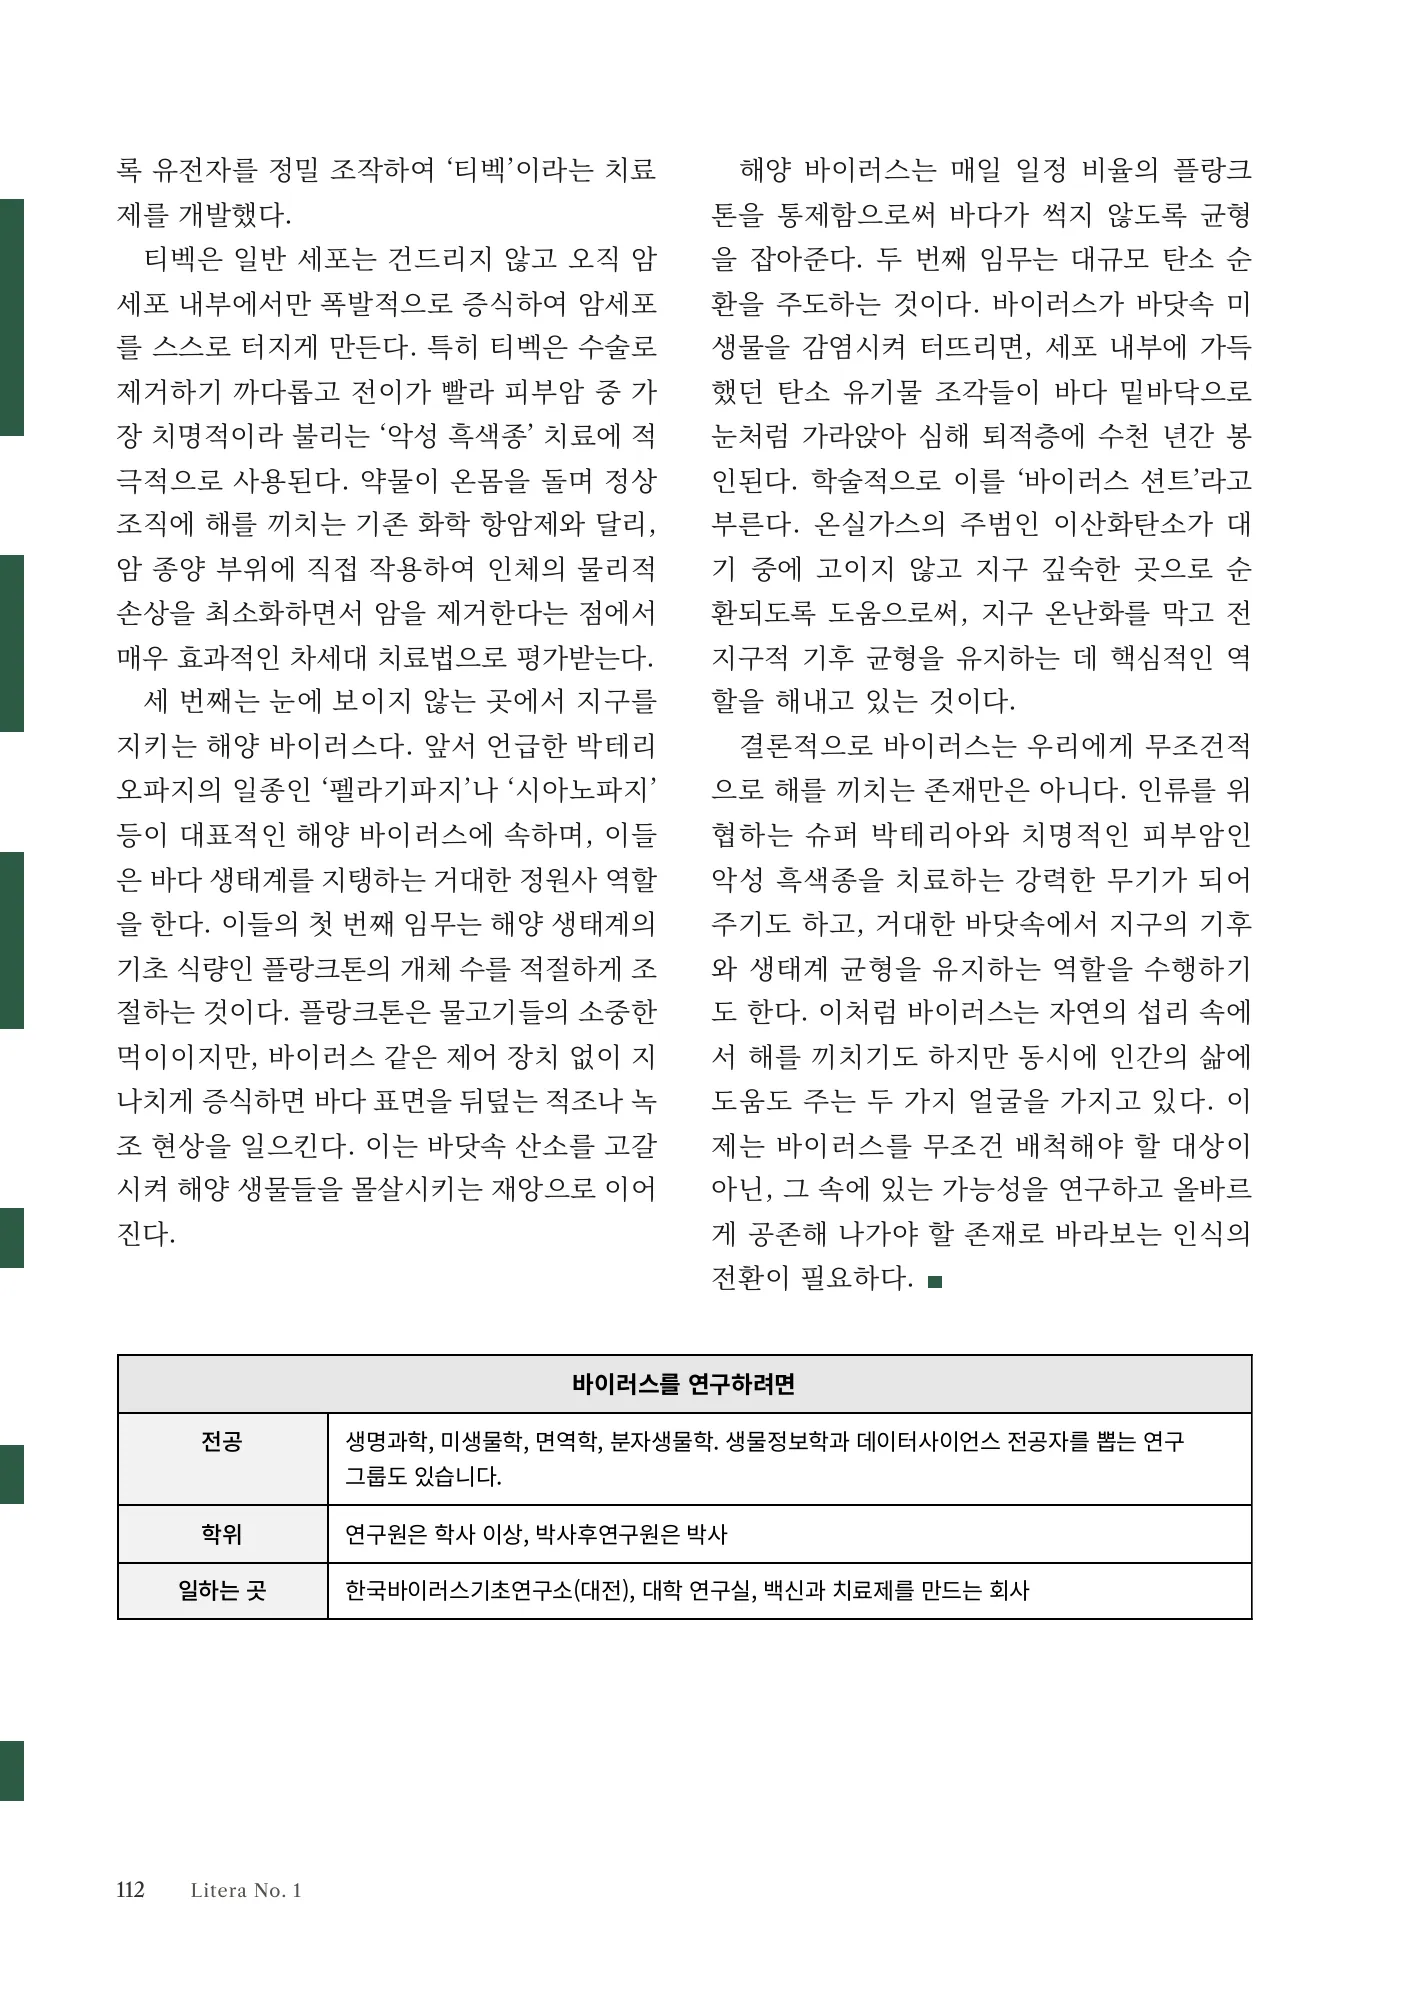 록 유전자를 정밀 조작하여 ‘티벡’이라는 치료
제를 개발했다.
티벡은 일반 세포는 건드리지 않고 오직 암
세포 내부에서만 폭발적으로 증식하여 암세포
를 스스로 터지게 만든다. 특히 티벡은 수술로
제거하기 까다롭고 전이가 빨라 피부암 중 가
장 치명적이라 불리는 ‘악성 흑색종’ 치료에 적
극적으로 사용된다. 약물이 온몸을 돌며 정상
조직에 해를 끼치는 기존 화학 항암제와 달리,
암 종양 부위에 직접 작용하여 인체의 물리적
손상을 최소화하면서 암을 제거한다는 점에서
매우 효과적인 차세대 치료법으로 평가받는다.
세 번째는 눈에 보이지 않는 곳에서 지구를
지키는 해양 바이러스다. 앞서 언급한 박테리
오파지의 일종인 ‘펠라기파지’나 ‘시아노파지’
등이 대표적인 해양 바이러스에 속하며, 이들
은 바다 생태계를 지탱하는 거대한 정원사 역할
을 한다. 이들의 첫 번째 임무는 해양 생태계의
기초 식량인 플랑크톤의 개체 수를 적절하게 조
절하는 것이다. 플랑크톤은 물고기들의 소중한
먹이이지만, 바이러스 같은 제어 장치 없이 지
나치게 증식하면 바다 표면을 뒤덮는 적조나 녹
조 현상을 일으킨다. 이는 바닷속 산소를 고갈
시켜 해양 생물들을 몰살시키는 재앙으로 이어
진다.
해양 바이러스는 매일 일정 비율의 플랑크
톤을 통제함으로써 바다가 썩지 않도록 균형
을 잡아준다. 두 번째 임무는 대규모 탄소 순
환을 주도하는 것이다. 바이러스가 바닷속 미
생물을 감염시켜 터뜨리면, 세포 내부에 가득
했던 탄소 유기물 조각들이 바다 밑바닥으로
눈처럼 가라앉아 심해 퇴적층에 수천 년간 봉
인된다. 학술적으로 이를 ‘바이러스 션트’라고
부른다. 온실가스의 주범인 이산화탄소가 대
기 중에 고이지 않고 지구 깊숙한 곳으로 순
환되도록 도움으로써, 지구 온난화를 막고 전
지구적 기후 균형을 유지하는 데 핵심적인 역
할을 해내고 있는 것이다.
결론적으로 바이러스는 우리에게 무조건적
으로 해를 끼치는 존재만은 아니다. 인류를 위
협하는 슈퍼 박테리아와 치명적인 피부암인
악성 흑색종을 치료하는 강력한 무기가 되어
주기도 하고, 거대한 바닷속에서 지구의 기후
와 생태계 균형을 유지하는 역할을 수행하기
도 한다. 이처럼 바이러스는 자연의 섭리 속에
서 해를 끼치기도 하지만 동시에 인간의 삶에
도움도 주는 두 가지 얼굴을 가지고 있다. 이
제는 바이러스를 무조건 배척해야 할 대상이
아닌, 그 속에 있는 가능성을 연구하고 올바르
게 공존해 나가야 할 존재로 바라보는 인식의
전환이 필요하다. ■
바이러스를 연구하려면
전공
생명과학, 미생물학, 면역학, 분자생물학. 생물정보학과 데이터사이언스 전공자를 뽑는 연구
그룹도 있습니다.
학위
연구원은 학사 이상, 박사후연구원은 박사
일하는 곳
한국바이러스기초연구소(대전), 대학 연구실, 백신과 치료제를 만드는 회사
112 Litera No. 1